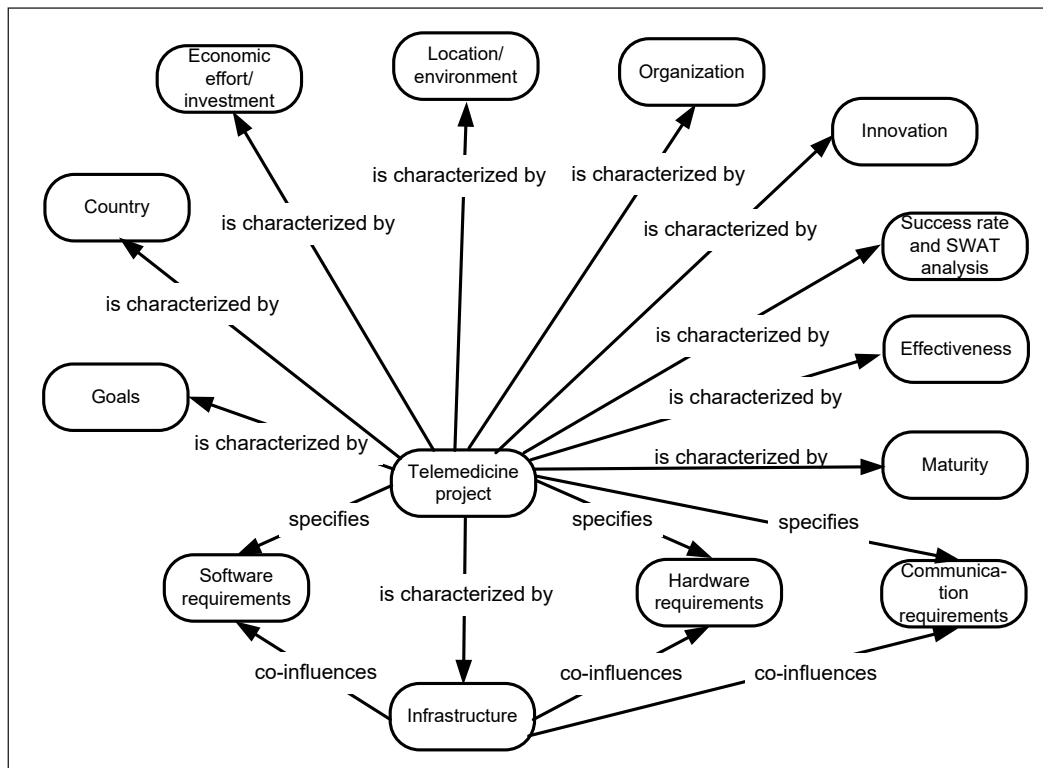 Economic
effort/
investment
Location/
environment
Organization
Innovation
is characterized by
is characterized by
Country
is characterized by
is characterized by
Success rate
and SWAT
analysis
is characterized by
is characterized by
Effectiveness
Goals
is characterized by
is characterized by
is characterized by
Telemedicine
project
Maturity
specifies
specifies
specifies
Software
requirements
is characterized by
Hardware
requirements
Communica-
tion
requirements
co-influences
co-influences
co-influences
Infrastructure